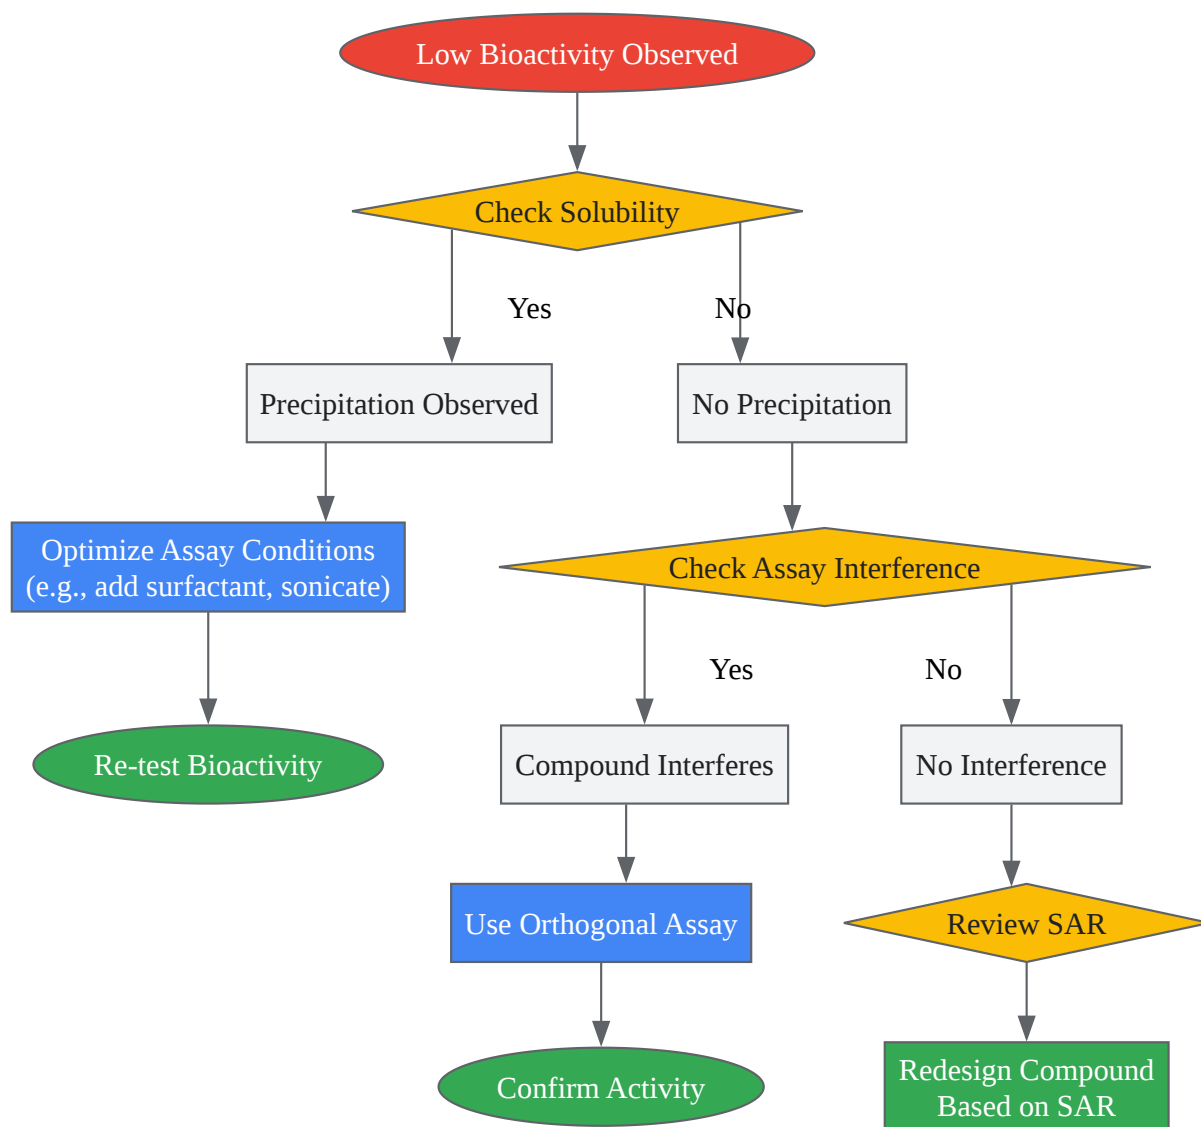 Low Bioactivity Observed
Check Solubility
Yes
No
Precipitation Observed
No Precipitation
Optimize Assay Conditions
(e.g., add surfactant, sonicate)
Check Assay Interference
Yes
No
Re-test Bioactivity
Compound Interferes
No Interference
Use Orthogonal Assay
Review SAR
Confirm Activity
Redesign Compound
Based on SAR